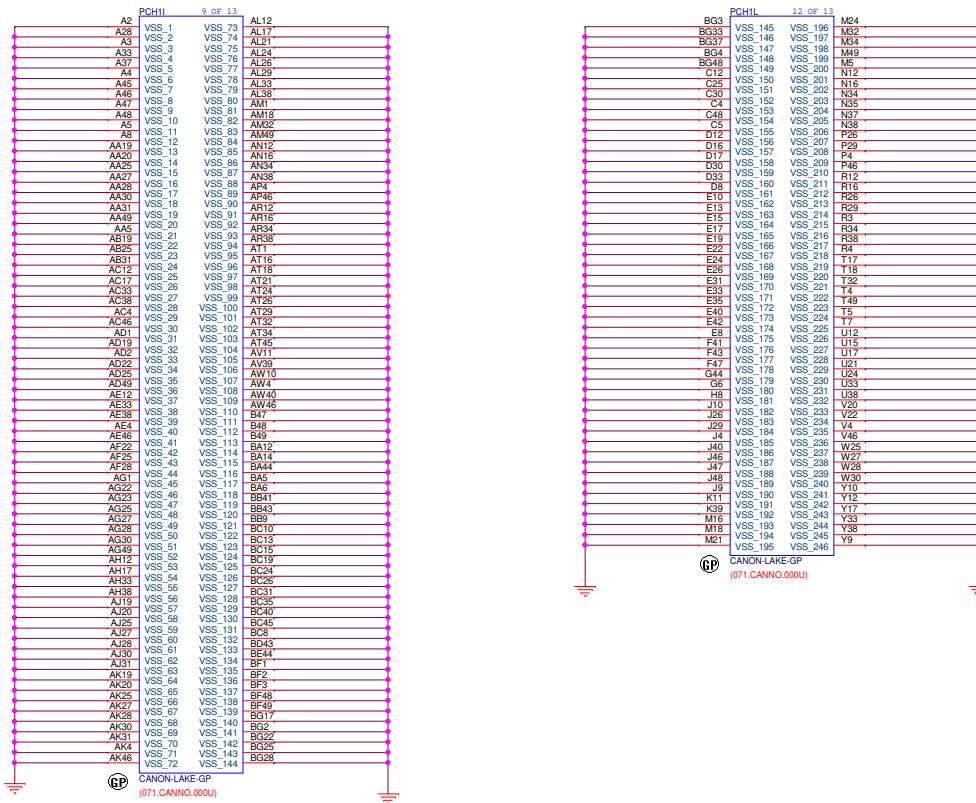 PCH1I 9 OF 13
A2 VSS_1 VSS_73 AL12
A28 VSS_2 VSS_74 AL17
A3 VSS_3 VSS_75 AL21
A33 VSS_4 VSS_76 AL24
A37 VSS_5 VSS_77 AL26
A4 VSS_6 VSS_78 AL29
A45 VSS_7 VSS_79 AL33
A46 VSS_8 VSS_80 AL38
A47 VSS_9 VSS_81 AM1
A48 VSS_10 VSS_82 AM18
A5 VSS_11 VSS_83 AM32
A8 VSS_12 VSS_84 AM49
AA19 VSS_13 VSS_85 AN12
AA20 VSS_14 VSS_86 AN16
AA25 VSS_15 VSS_87 AN34
AA27 VSS_16 VSS_88 AN38
AA28 VSS_17 VSS_89 AP4
AA30 VSS_18 VSS_90 AP46
AA31 VSS_19 VSS_91 AR12
AA49 VSS_20 VSS_92 AR16
AA5 VSS_21 VSS_93 AR34
AB19 VSS_22 VSS_94 AR38
AB25 VSS_23 VSS_95 AT1
AB31 VSS_24 VSS_96 AT16
AC12 VSS_25 VSS_97 AT18
AC17 VSS_26 VSS_98 AT21
AC33 VSS_27 VSS_99 AT24
AC38 VSS_28 VSS_100 AT26
AC4 VSS_29 VSS_101 AT29
AC46 VSS_30 VSS_102 AT32
AD1 VSS_31 VSS_103 AT34
AD19 VSS_32 VSS_104 AT45
AD2 VSS_33 VSS_105 AV11
AD22 VSS_34 VSS_106 AV39
AD25 VSS_35 VSS_107 AW10
AD49 VSS_36 VSS_108 AW4
AE12 VSS_37 VSS_109 AW40
AE33 VSS_38 VSS_110 AW46
AE38 VSS_39 VSS_111 B47
AE4 VSS_40 VSS_112 B48
AE46 VSS_41 VSS_113 B49
AF22 VSS_42 VSS_114 BA12
AF25 VSS_43 VSS_115 BA14
AF28 VSS_44 VSS_116 BA44
AG1 VSS_45 VSS_117 BA5
AG22 VSS_46 VSS_118 BA6
AG23 VSS_47 VSS_119 BB41
AG25 VSS_48 VSS_120 BB43
AG27 VSS_49 VSS_121 BB9
AG28 VSS_50 VSS_122 BC10
AG30 VSS_51 VSS_123 BC13
AG49 VSS_52 VSS_124 BC15
AH12 VSS_53 VSS_125 BC19
AH17 VSS_54 VSS_126 BC24
AH33 VSS_55 VSS_127 BC26
AH38 VSS_56 VSS_128 BC31
AJ19 VSS_57 VSS_129 BC35
AJ20 VSS_58 VSS_130 BC40
AJ25 VSS_59 VSS_131 BC45
AJ27 VSS_60 VSS_132 BC8
AJ28 VSS_61 VSS_133 BD43
AJ30 VSS_62 VSS_134 BE44
AJ31 VSS_63 VSS_135 BF1
AK19 VSS_64 VSS_136 BF2
AK20 VSS_65 VSS_137 BF3
AK25 VSS_66 VSS_138 BF48
AK27 VSS_67 VSS_139 BF49
AK28 VSS_68 VSS_140 BG17
AK30 VSS_69 VSS_141 BG2
AK31 VSS_70 VSS_142 BG22
AK4 VSS_71 VSS_143 BG25
AK46 VSS_72 VSS_144 BG28
GP CANON-LAKE-GP
(071.CANNO.000U)
PCH1L 12 OF 13
BG3 VSS_145 VSS_196 M24
BG33 VSS_146 VSS_197 M32
BG37 VSS_147 VSS_198 M34
BG4 VSS_148 VSS_199 M49
BG48 VSS_149 VSS_200 M5
C12 VSS_150 VSS_201 N12
C25 VSS_151 VSS_202 N16
C30 VSS_152 VSS_203 N34
C4 VSS_153 VSS_204 N35
C48 VSS_154 VSS_205 N37
C5 VSS_155 VSS_206 N38
D12 VSS_156 VSS_207 P26
D16 VSS_157 VSS_208 P29
D17 VSS_158 VSS_209 P4
D30 VSS_159 VSS_210 P46
D33 VSS_160 VSS_211 R12
D8 VSS_161 VSS_212 R16
E10 VSS_162 VSS_213 R26
E13 VSS_163 VSS_214 R29
E15 VSS_164 VSS_215 R3
E17 VSS_165 VSS_216 R34
E19 VSS_166 VSS_217 R38
E22 VSS_167 VSS_218 R4
E24 VSS_168 VSS_219 T17
E26 VSS_169 VSS_220 T18
E31 VSS_170 VSS_221 T32
E33 VSS_171 VSS_222 T4
E35 VSS_172 VSS_223 T49
E40 VSS_173 VSS_224 T5
E42 VSS_174 VSS_225 T7
E8 VSS_175 VSS_226 U12
F41 VSS_176 VSS_227 U15
F43 VSS_177 VSS_228 U17
F47 VSS_178 VSS_229 U21
G44 VSS_179 VSS_230 U24
G6 VSS_180 VSS_231 U33
H8 VSS_181 VSS_232 U38
J10 VSS_182 VSS_233 V20
J26 VSS_183 VSS_234 V22
J29 VSS_184 VSS_235 V4
J4 VSS_185 VSS_236 V46
J40 VSS_186 VSS_237 W25
J46 VSS_187 VSS_238 W27
J47 VSS_188 VSS_239 W28
J48 VSS_189 VSS_240 W30
J9 VSS_190 VSS_241 Y10
K11 VSS_191 VSS_242 Y12
K39 VSS_192 VSS_243 Y17
M16 VSS_193 VSS_244 Y33
M18 VSS_194 VSS_245 Y38
M21 VSS_195 VSS_246 Y9
GP CANON-LAKE-GP
(071.CANNO.000U)